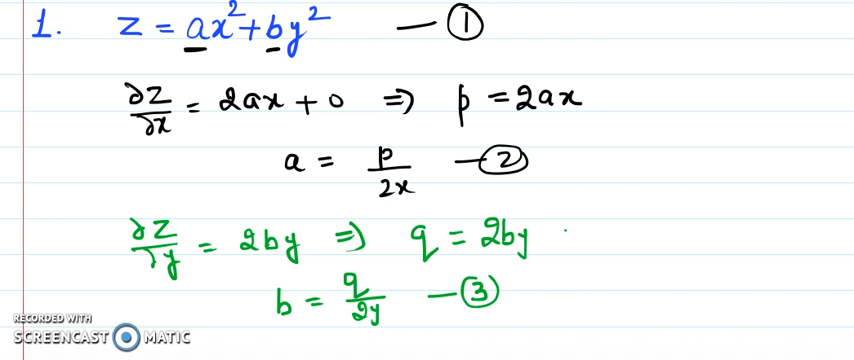 1. z = ax² + by² — ①
∂z/∂x = 2ax + 0 ⇒ p = 2ax
a = p/2x — ②
∂z/∂y = 2by ⇒ q = 2by
b = q/2y — ③
RECORDED WITH
SCREENCAST MATIC